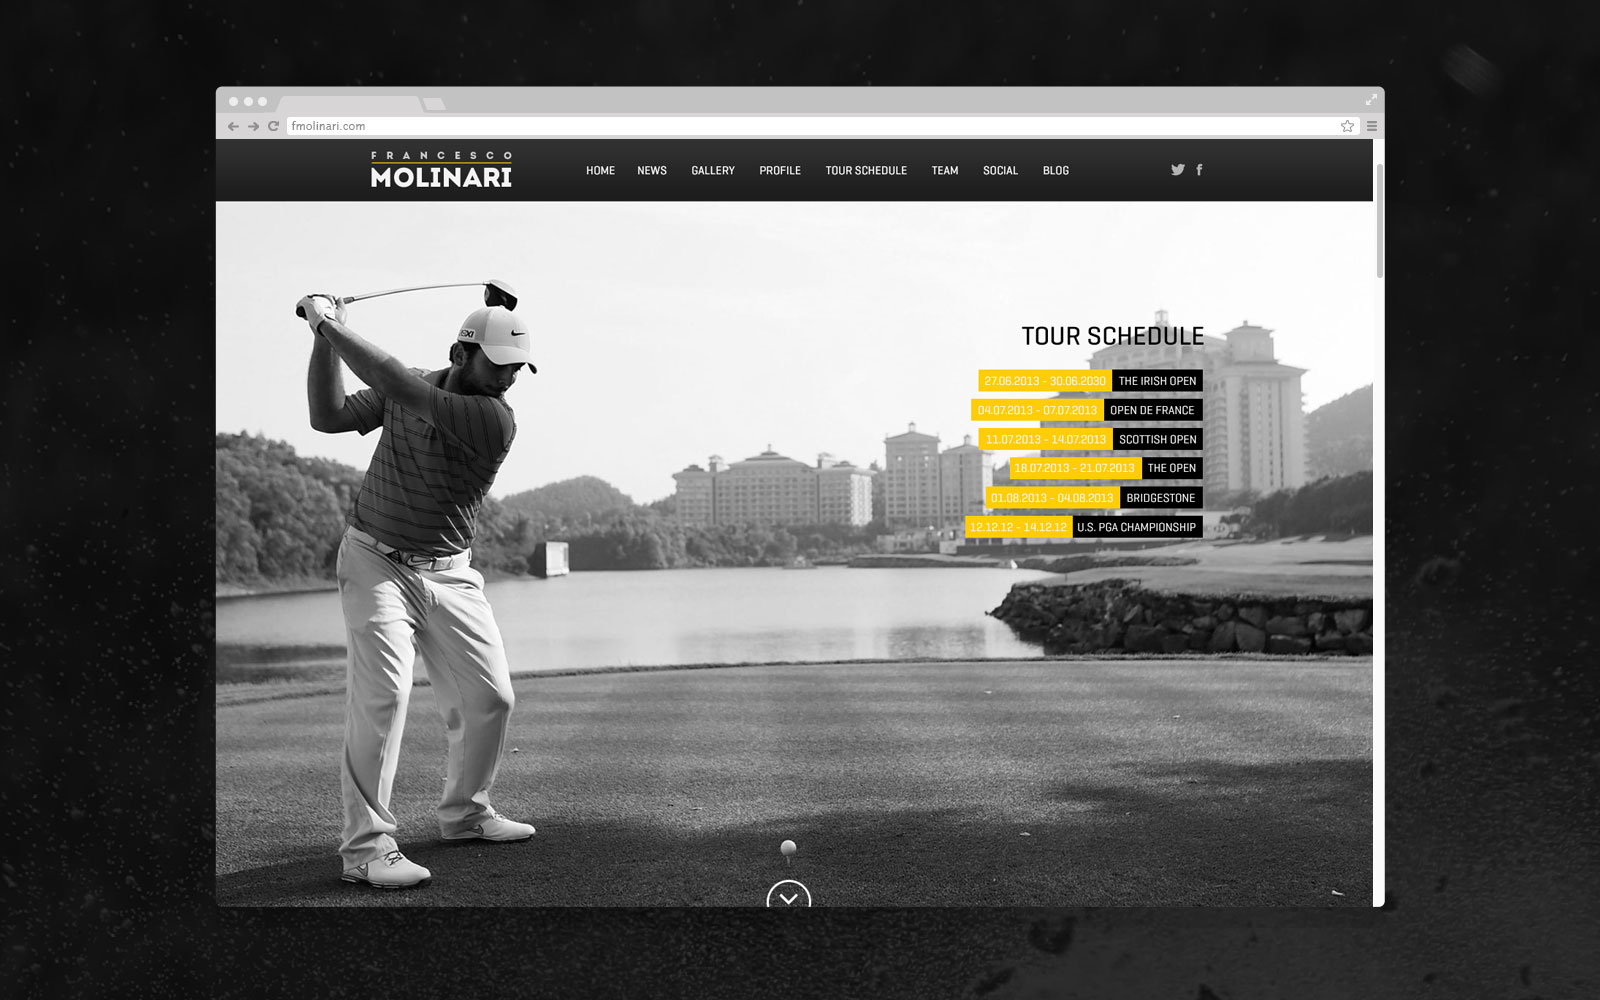 fmolinari.com
FRANCESCO
MOLINARI
HOME NEWS GALLERY PROFILE TOUR SCHEDULE TEAM SOCIAL BLOG
TOUR SCHEDULE
27.06.2013 - 30.06.2030 THE IRISH OPEN
04.07.2013 - 07.07.2013 OPEN DE FRANCE
11.07.2013 - 14.07.2013 SCOTTISH OPEN
18.07.2013 - 21.07.2013 THE OPEN
01.08.2013 - 04.08.2013 BRIDGESTONE
12.12.12 - 14.12.12 U.S. PGA CHAMPIONSHIP